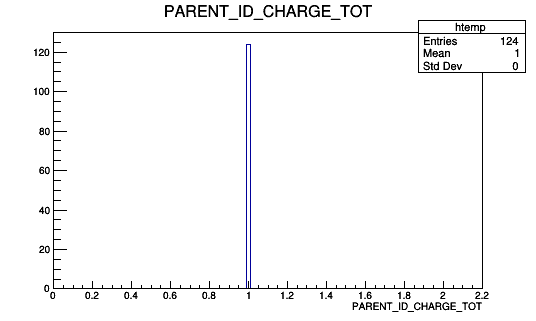 PARENT_ID_CHARGE_TOT
htemp
Entries 124
Mean 1
Std Dev 0
120
100
80
60
40
20
0
0 0.2 0.4 0.6 0.8 1 1.2 1.4 1.6 1.8 2 2.2
PARENT_ID_CHARGE_TOT